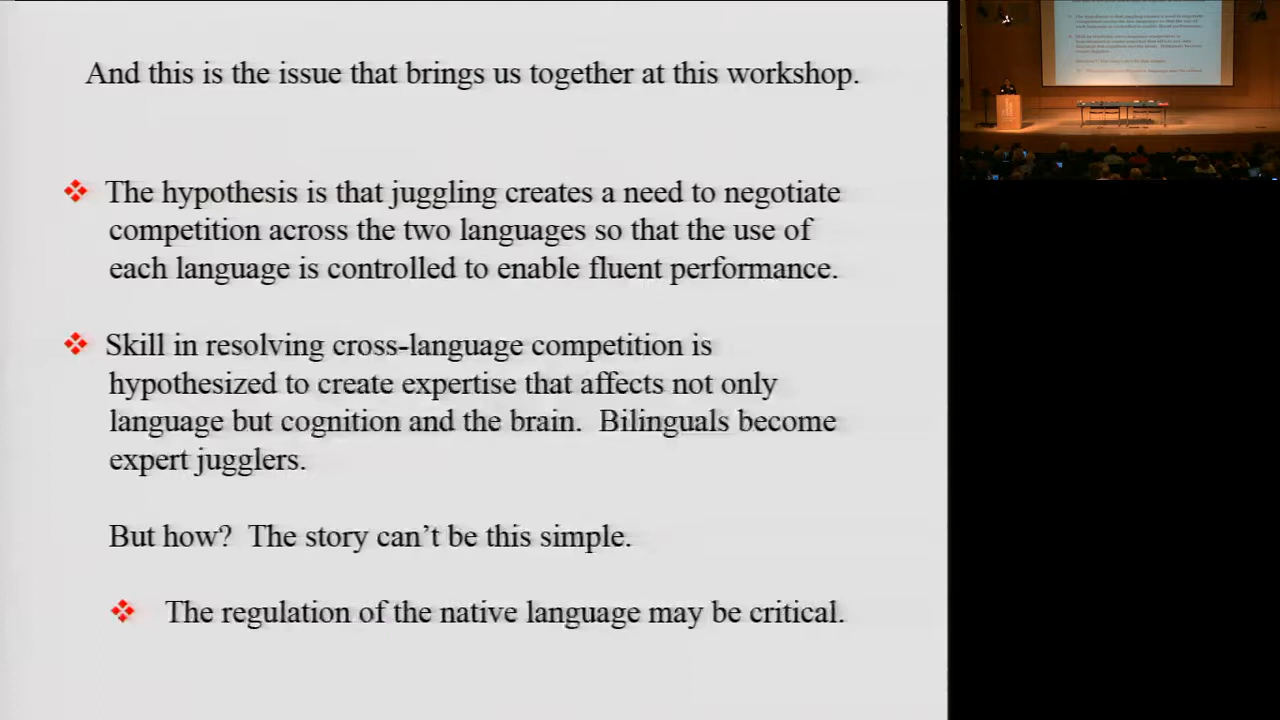 And this is the issue that brings us together at this workshop.
The hypothesis is that juggling creates a need to negotiate
competition across the two languages so that the use of
each language is controlled to enable fluent performance.
Skill in resolving cross-language competition is
hypothesized to create expertise that affects not only
language but cognition and the brain.  Bilinguals become
expert jugglers.
But how?  The story can't be this simple.
The regulation of the native language may be critical.